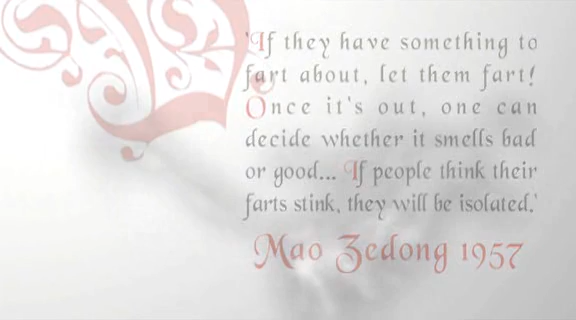 'If they have something to
fart about, let them fart!
Once it's out, one can
decide whether it smells bad
or good... If people think their
farts stink, they will be isolated.'
Mao Zedong 1957